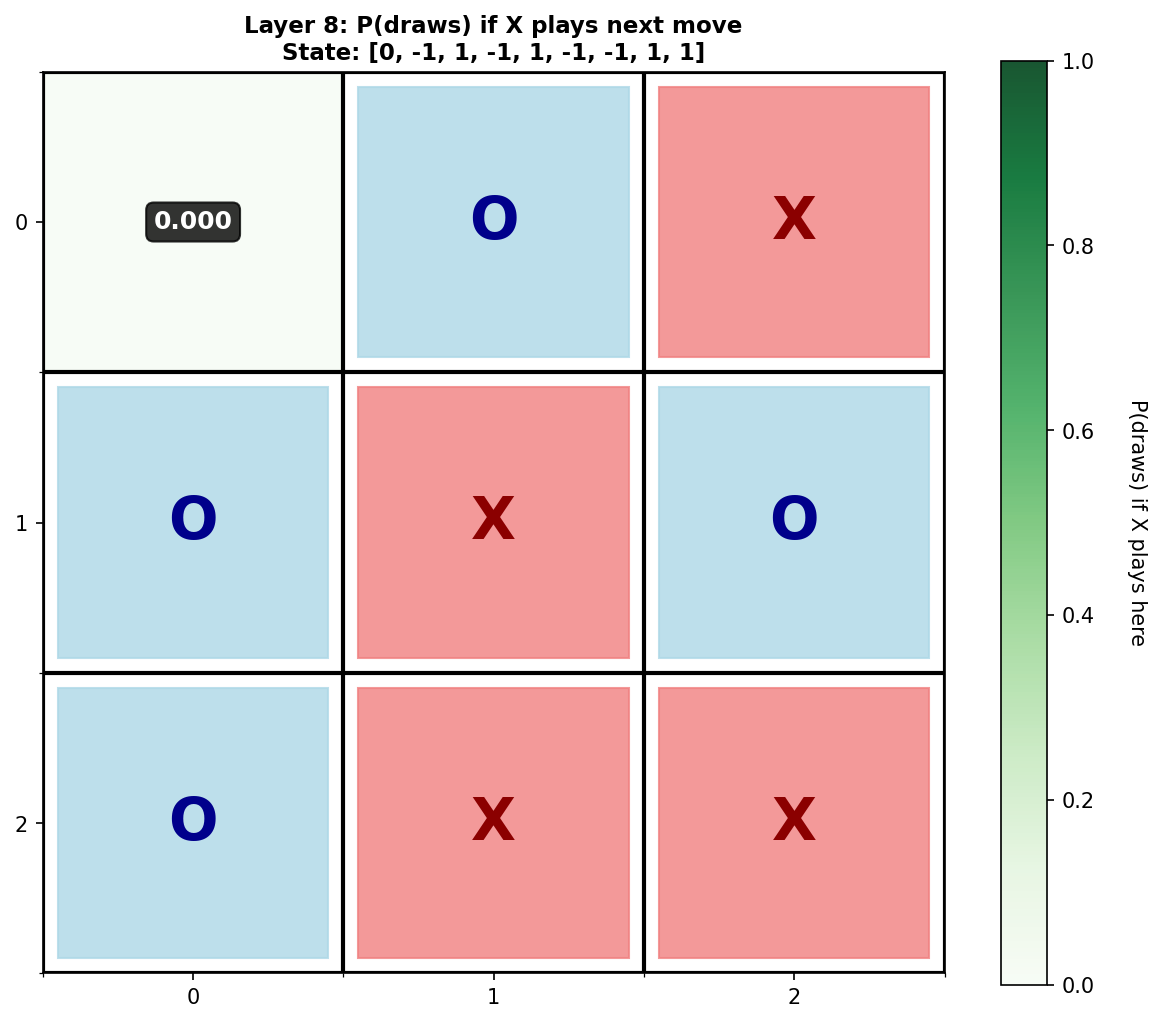 Layer 8: P(draws) if X plays next move
State: [0, -1, 1, -1, 1, -1, -1, 1, 1]
0.000
O
X
0
O
X
O
1
O
X
X
2
0
1
2
1.0
0.8
0.6
0.4
0.2
0.0
P(draws) if X plays here